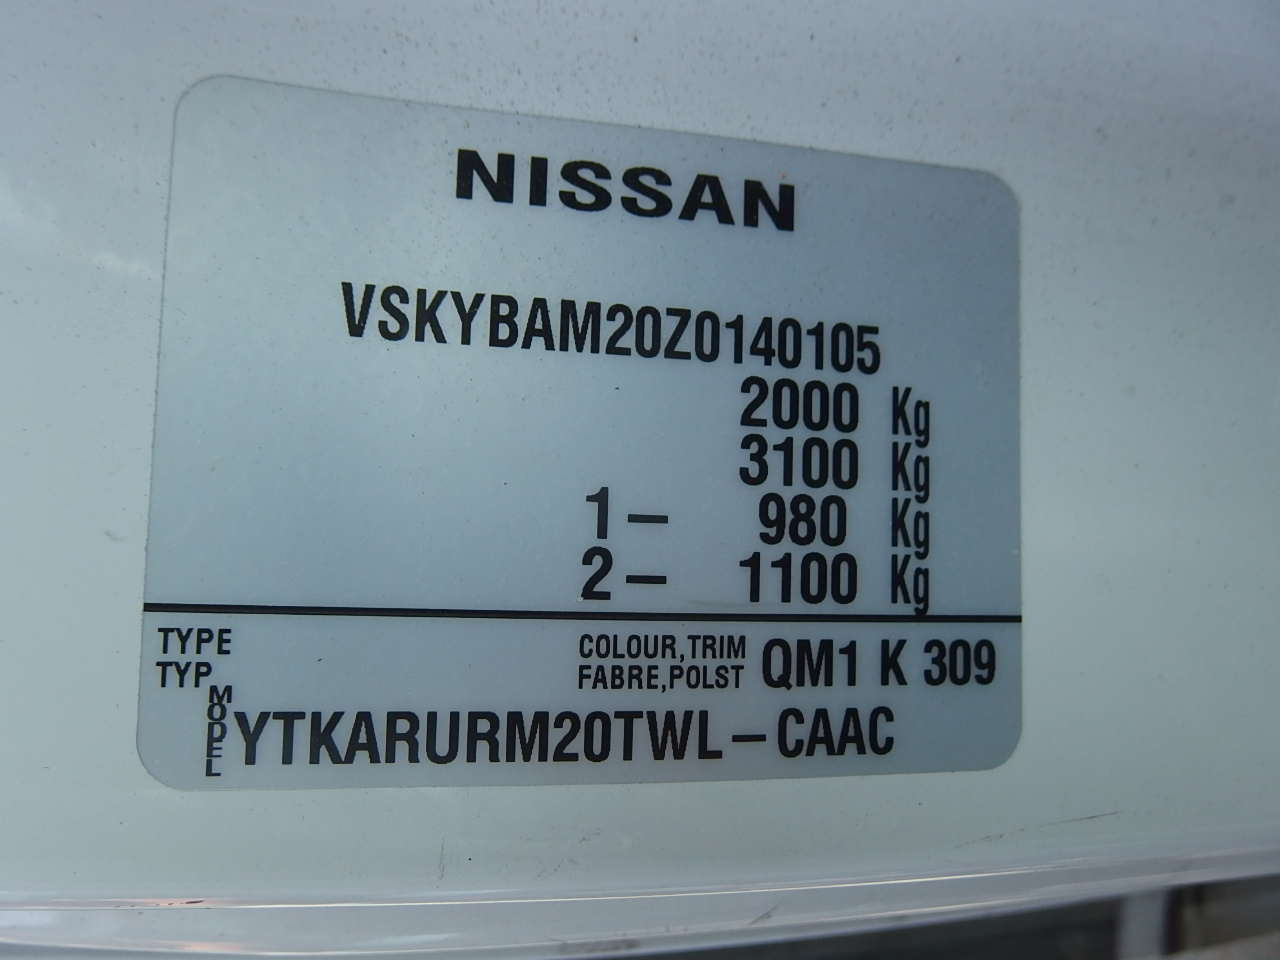 NISSAN
VSKYBAM20Z0140105
2000 Kg
3100 Kg
1– 980 Kg
2– 1100 Kg
TYPE COLOUR,TRIM QM1 K 309
TYP FABRE,POLST
MODEL YTKARURM20TWL–CAAC